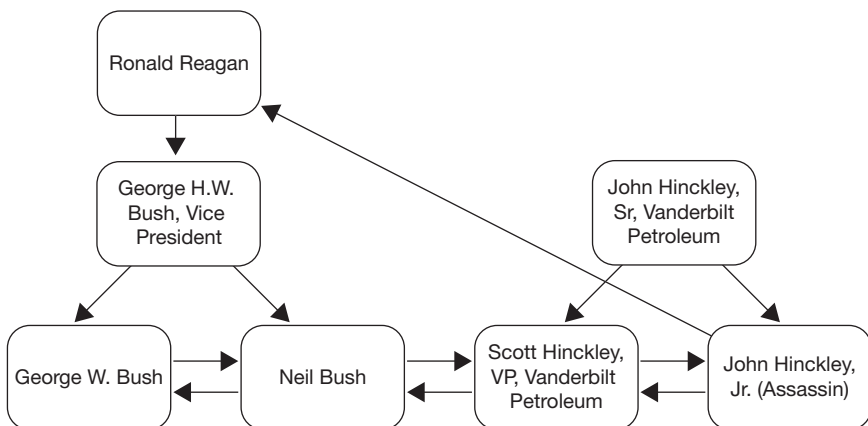 Ronald Reagan
George H.W.
Bush, Vice
President
John Hinckley,
Sr, Vanderbilt
Petroleum
George W. Bush
Neil Bush
Scott Hinckley,
VP, Vanderbilt
Petroleum
John Hinckley,
Jr. (Assassin)